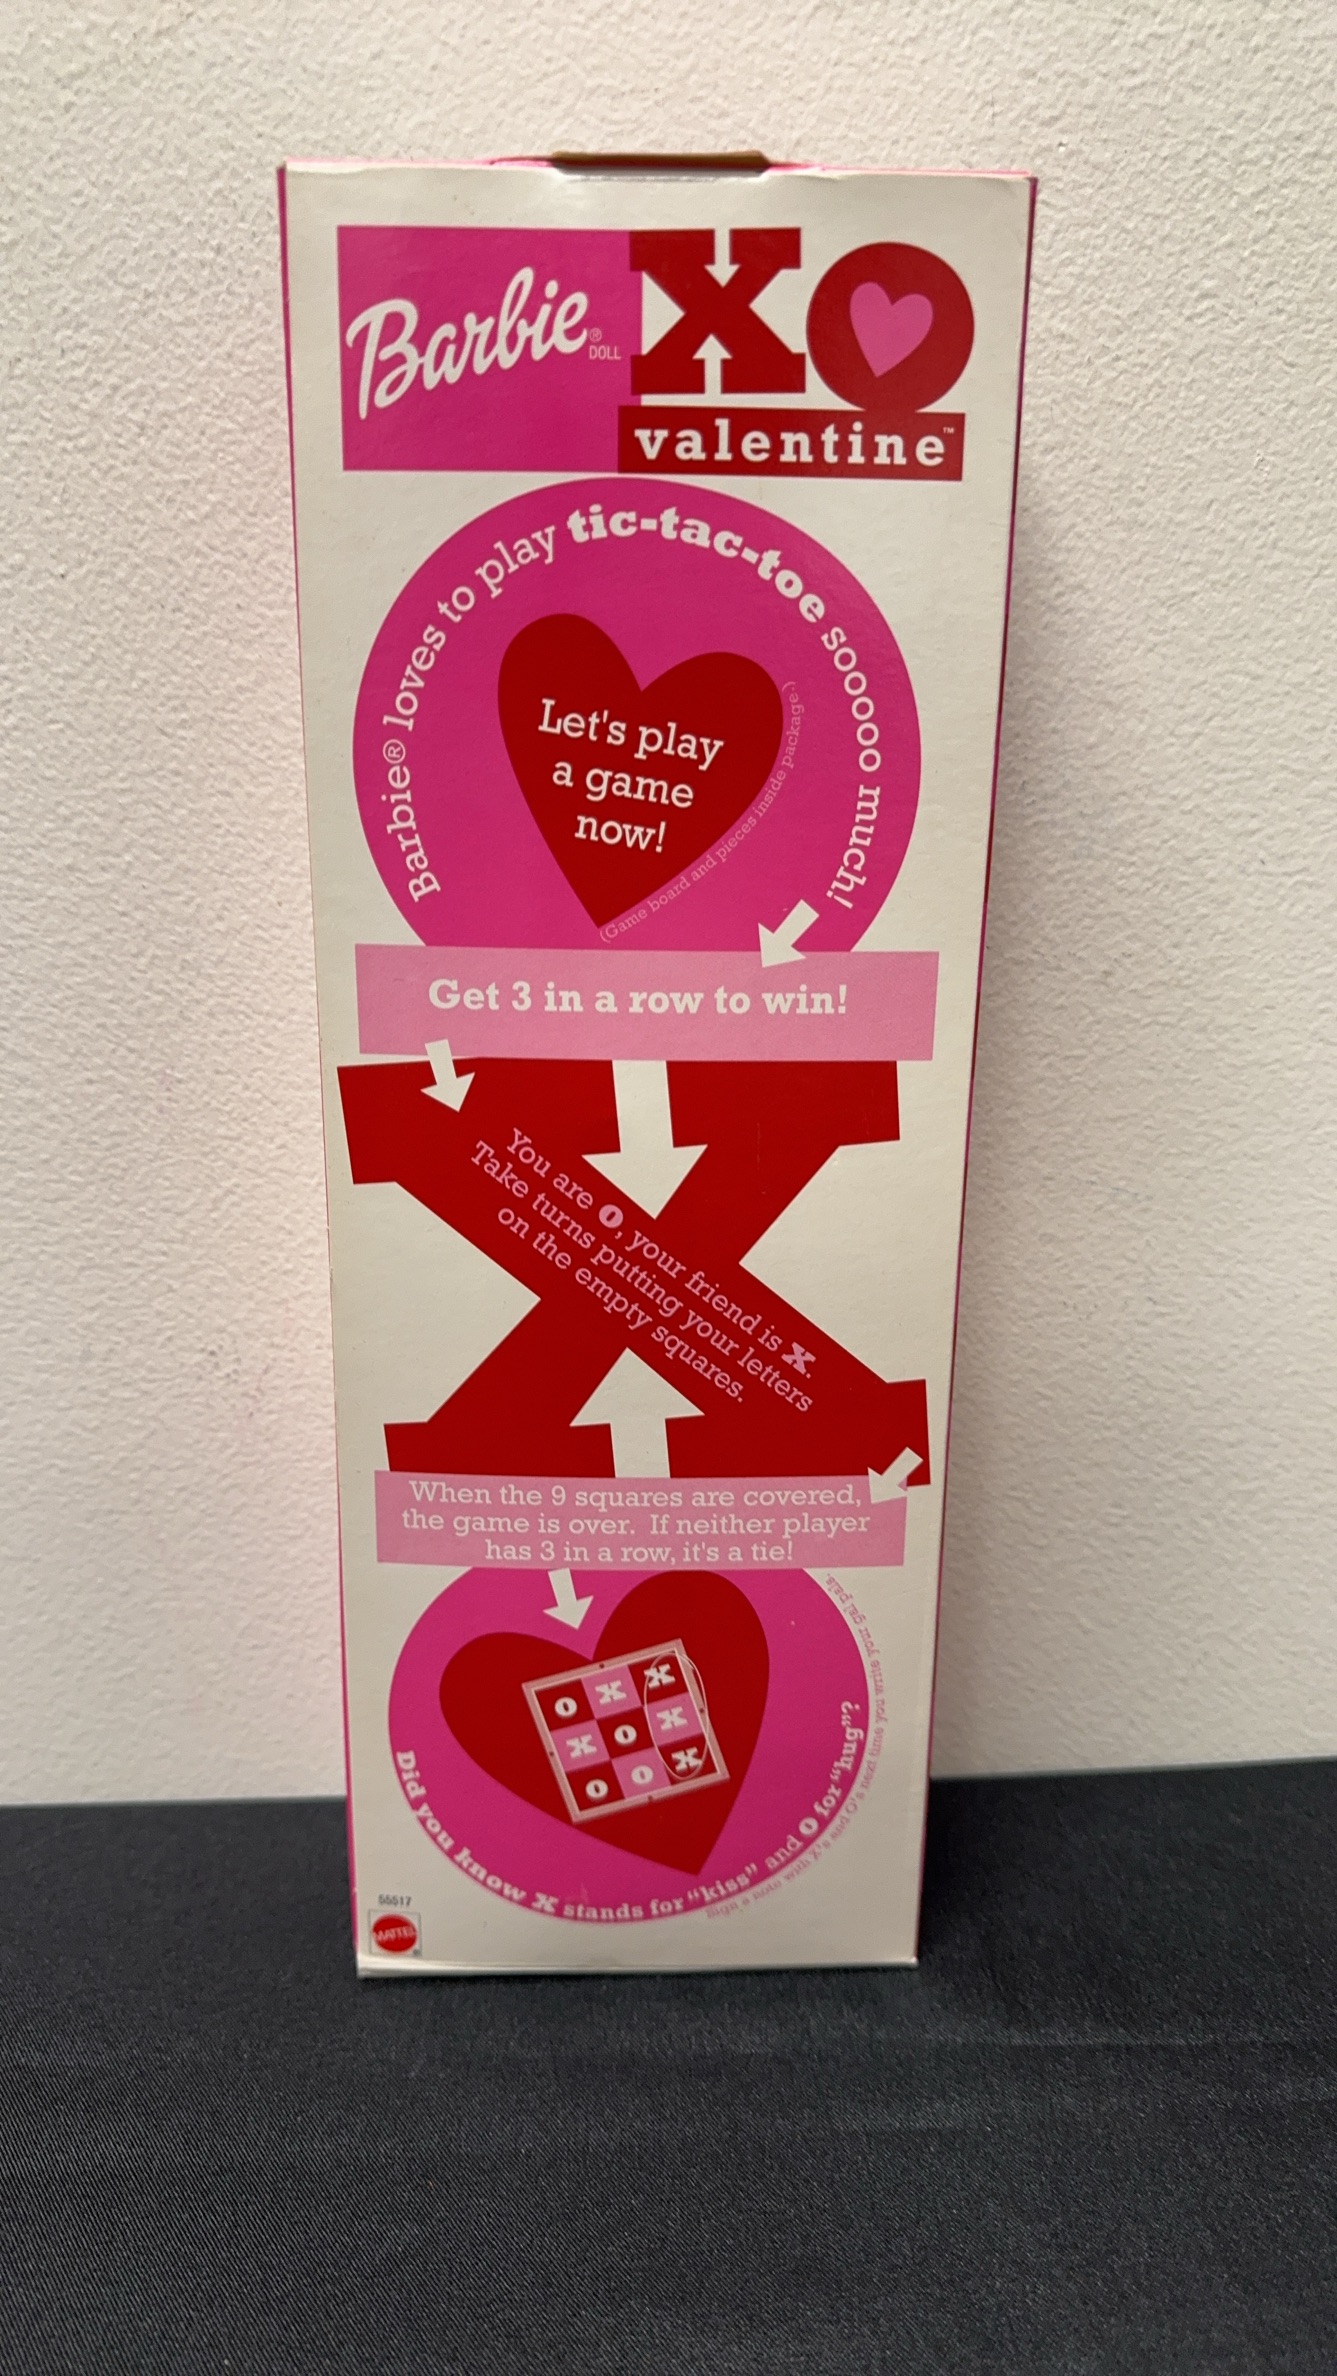 Barbie® DOLL
XO
valentine™
Barbie® loves to play tic-tac-toe sooooo much!
Let's play
a game
now!
(Game board and pieces inside package.)
Get 3 in a row to win!
You are O, your friend is X.
Take turns putting your letters
on the empty squares.
When the 9 squares are covered,
the game is over. If neither player
has 3 in a row, it's a tie!
O X X
X O X
O O X
Did you know X stands for "kiss" and O for "hug"?
Sign a note with X's and O's next time you write your gal pals.
55517
MATTEL